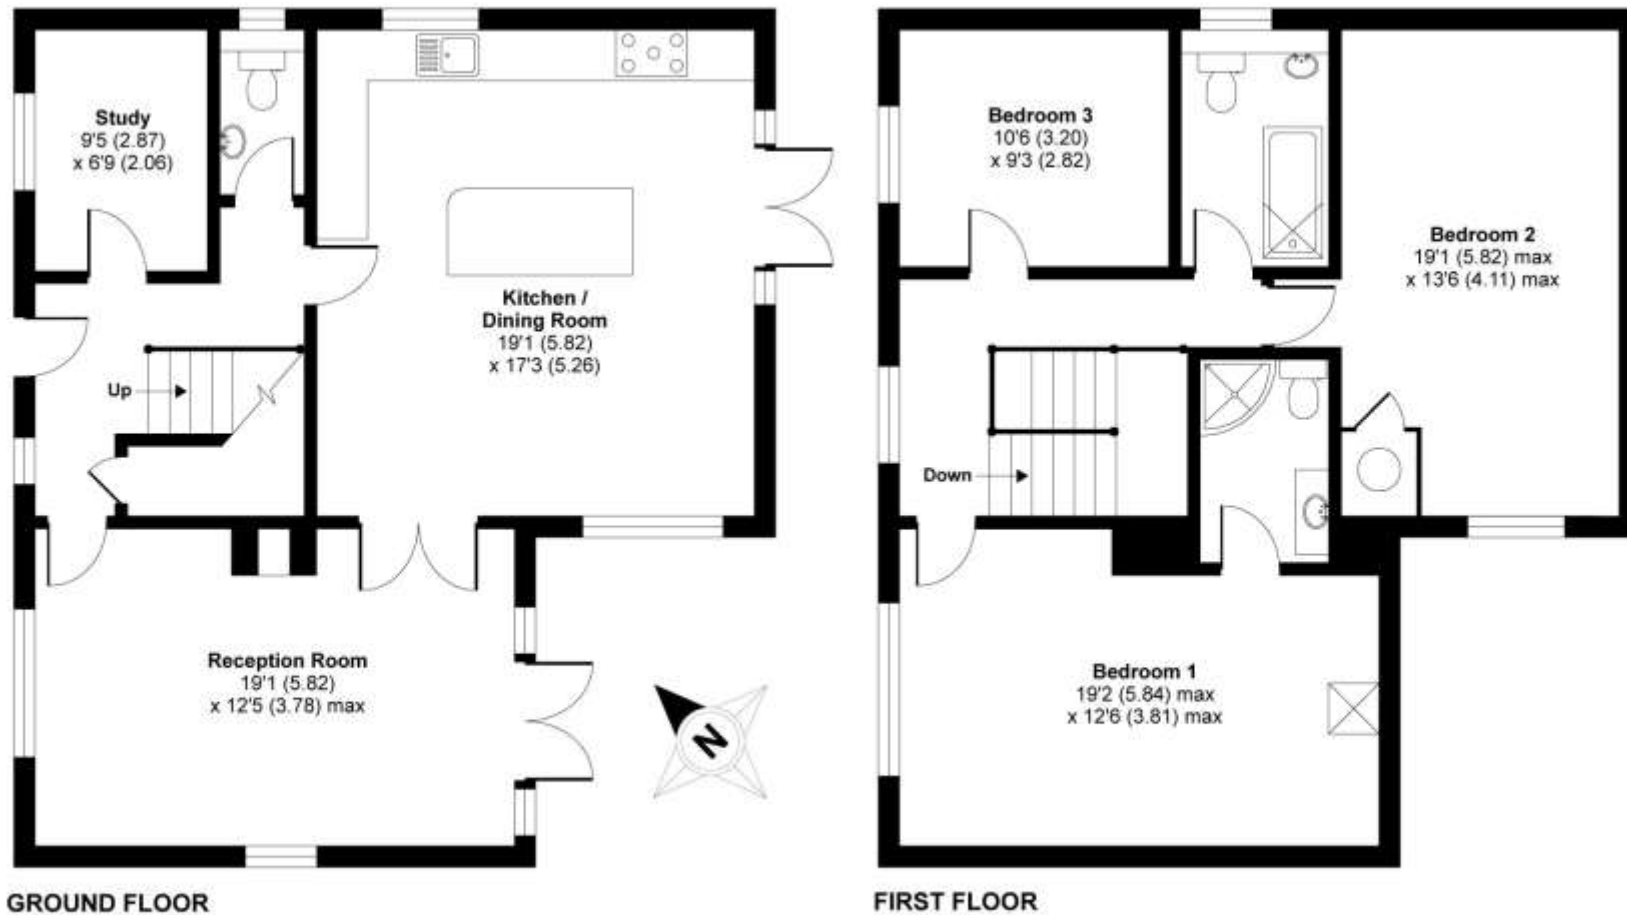 Study
9'5 (2.87)
x 6'9 (2.06)
Kitchen /
Dining Room
19'1 (5.82)
x 17'3 (5.26)
Up
Reception Room
19'1 (5.82)
x 12'5 (3.78) max
N
GROUND FLOOR
Bedroom 3
10'6 (3.20)
x 9'3 (2.82)
Bedroom 2
19'1 (5.82) max
x 13'6 (4.11) max
Down
Bedroom 1
19'2 (5.84) max
x 12'6 (3.81) max
FIRST FLOOR